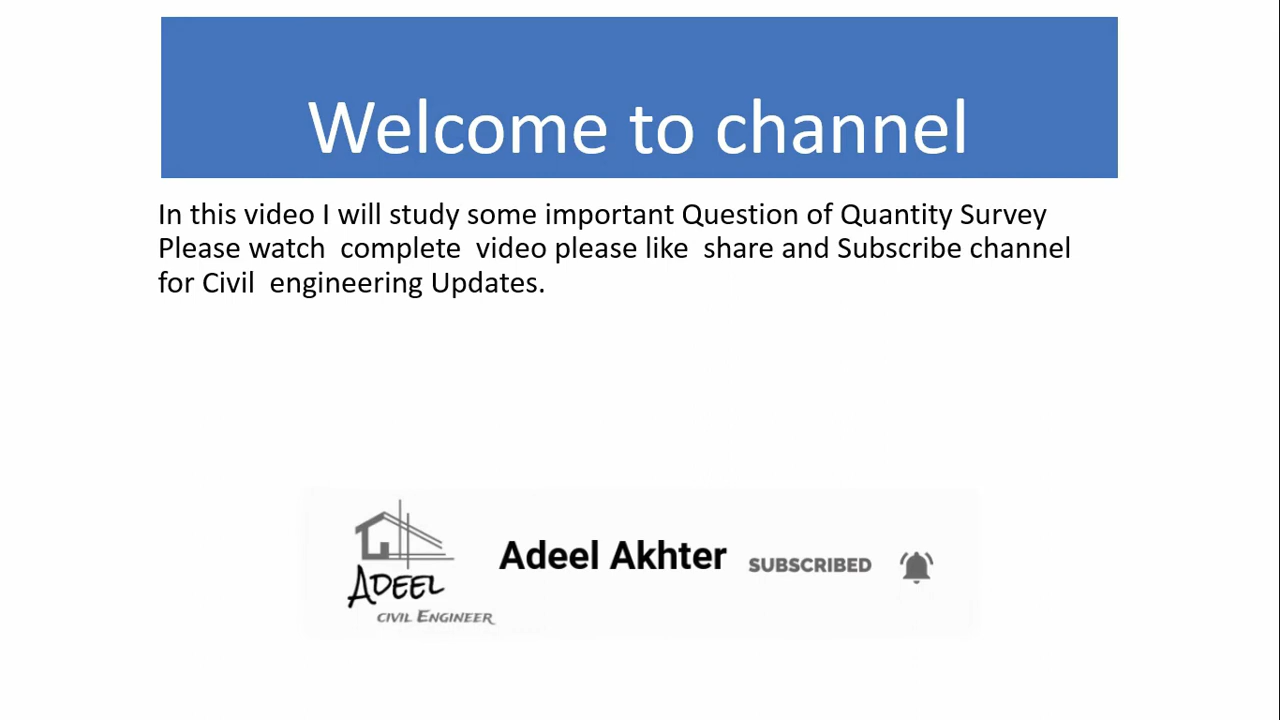 Welcome to channel
In this video I will study some important Question of Quantity Survey
Please watch complete video please like share and Subscribe channel
for Civil engineering Updates.
Adeel Akhter SUBSCRIBED
ADEEL
CIVIL ENGINEER